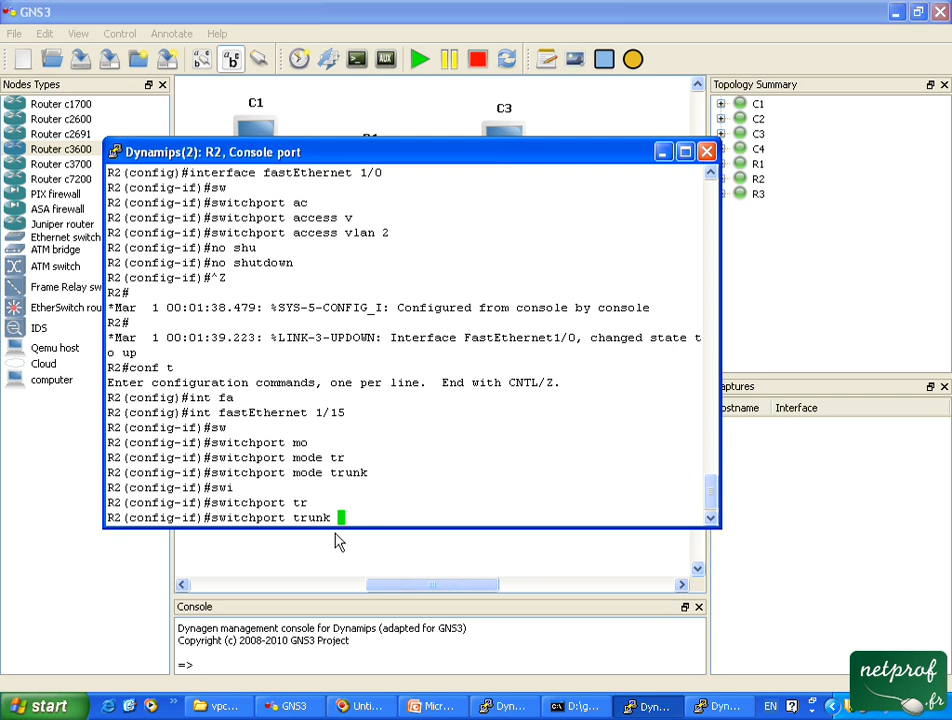 GNS3
File Edit View Control Annotate Help
Nodes Types
Topology Summary
Router c1700
Router c2600
Router c2691
Router c3600
Router c3700
Router c7200
PIX firewall
ASA firewall
Juniper router
Ethernet switch
ATM bridge
ATM switch
Frame Relay sw
EtherSwitch rou
IDS
Qemu host
Cloud
computer
C1
C3
C1
C2
C3
C4
R1
R2
R3
Dynamips(2): R2, Console port
R2(config)#interface fastEthernet 1/0
R2(config-if)#sw
R2(config-if)#switchport ac
R2(config-if)#switchport access v
R2(config-if)#switchport access vlan 2
R2(config-if)#no shu
R2(config-if)#no shutdown
R2(config-if)#^Z
R2#
*Mar  1 00:01:38.479: %SYS-5-CONFIG_I: Configured from console by console
R2#
*Mar  1 00:01:39.223: %LINK-3-UPDOWN: Interface FastEthernet1/0, changed state t
o up
R2#conf t
Enter configuration commands, one per line.  End with CNTL/Z.
R2(config)#int fa
R2(config)#int fastEthernet 1/15
R2(config-if)#sw
R2(config-if)#switchport mo
R2(config-if)#switchport mode tr
R2(config-if)#switchport mode trunk
R2(config-if)#swi
R2(config-if)#switchport tr
R2(config-if)#switchport trunk
aptures
ostname Interface
Console
Dynagen management console for Dynamips (adapted for GNS3)
Copyright (c) 2008-2010 GNS3 Project
=>
netprof
.fr
start
vpc...
GNS3
Unti...
Micr...
Dyn...
D:\g...
Dyn...
Dyn...
EN